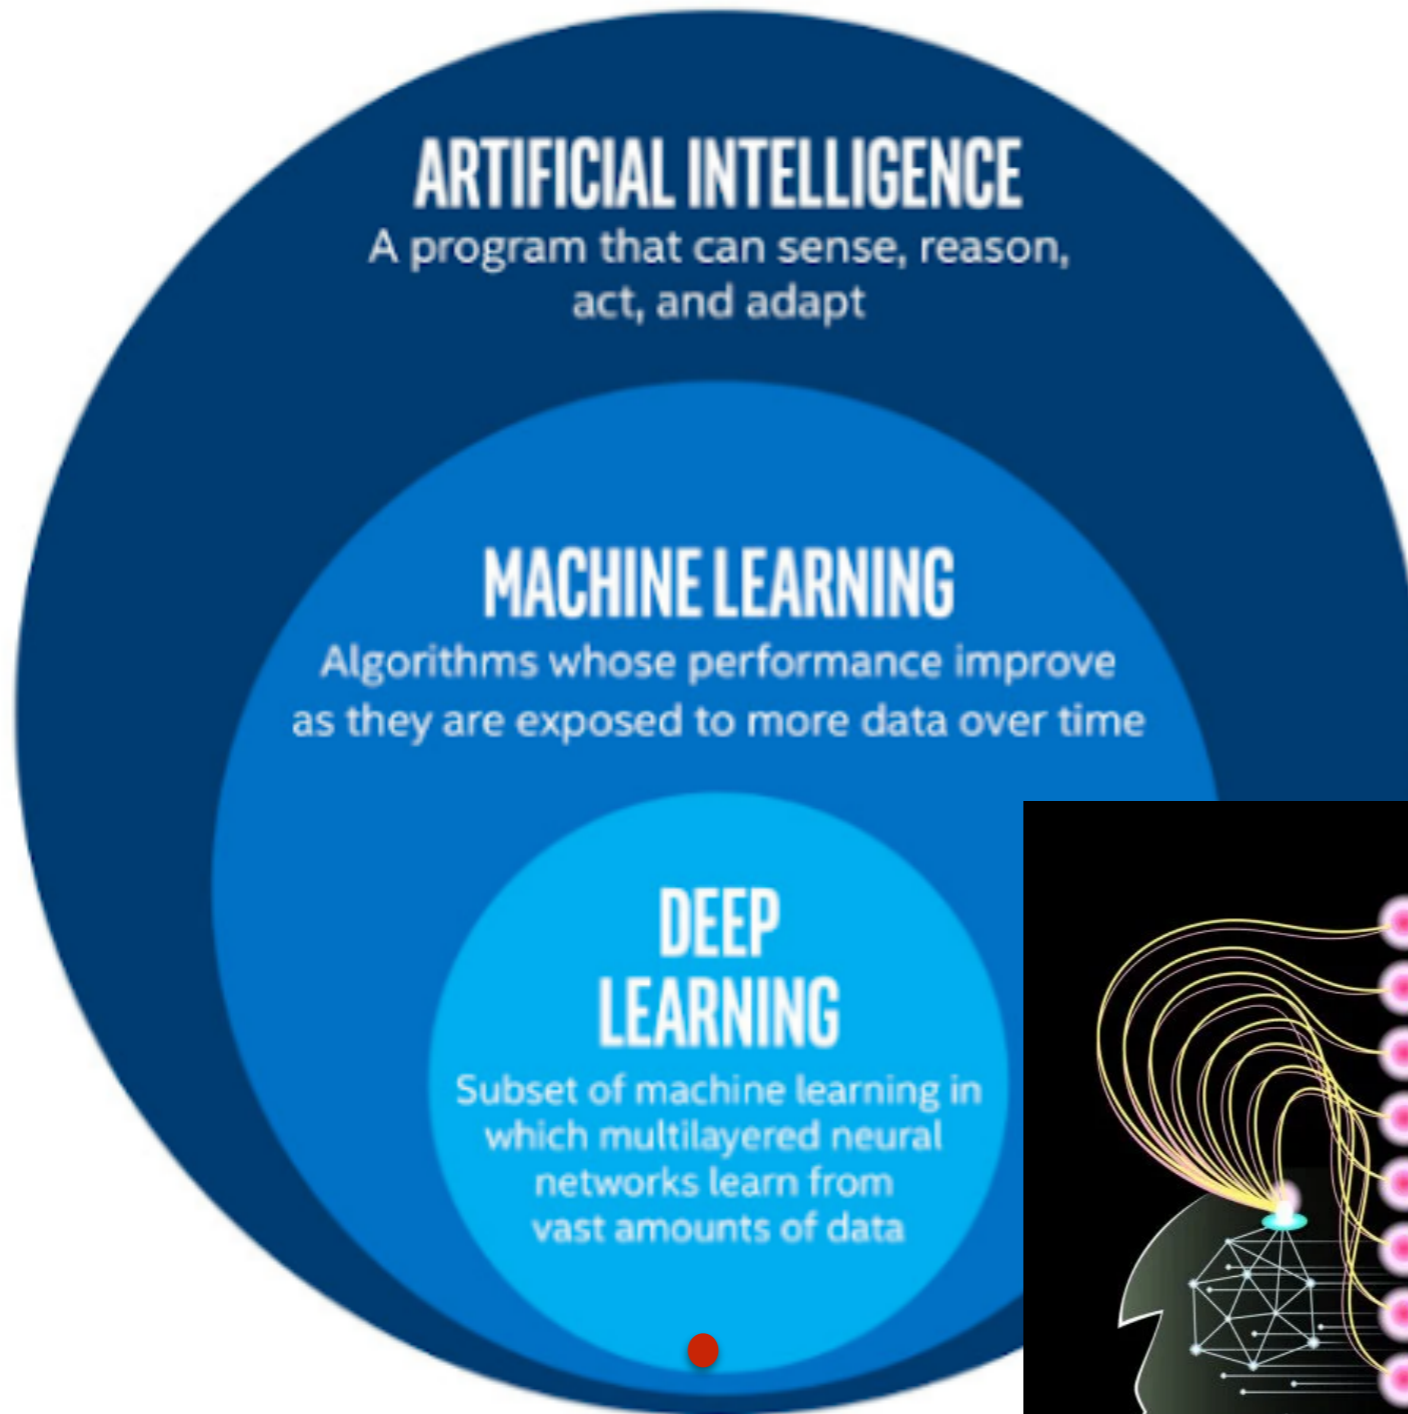 ARTIFICIAL INTELLIGENCE
A program that can sense, reason,
act, and adapt
MACHINE LEARNING
Algorithms whose performance improve
as they are exposed to more data over time
DEEP
LEARNING
Subset of machine learning in
which multilayered neural
networks learn from
vast amounts of data